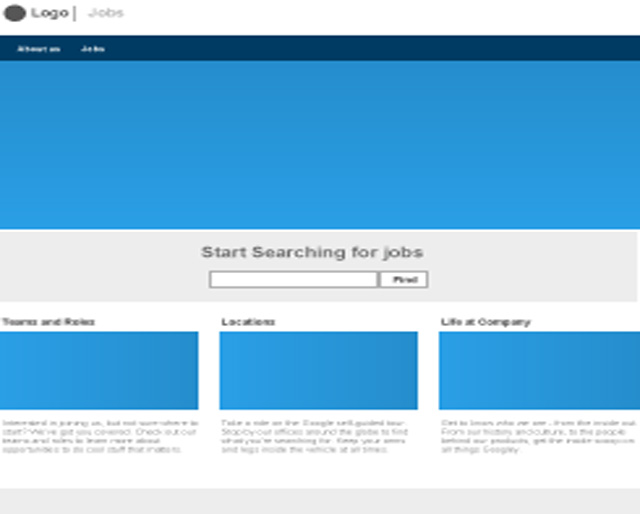 Logo | Jobs
About us Jobs
Start Searching for jobs
Find
Teams and Roles
Locations
Life at Company
Interested in joining us, but not sure where to
start? We've got you covered. Check out our
teams and roles to learn more about
opportunities to do cool stuff that matters.
Take a ride on the Google self-guided tour.
Stop by our offices around the globe to find
what you're searching for. Keep your arms
and legs inside the vehicle at all times.
Get to know who we are - from the inside out.
From our history and culture, to the people
behind our products, get the inside scoop on
all things Googley.